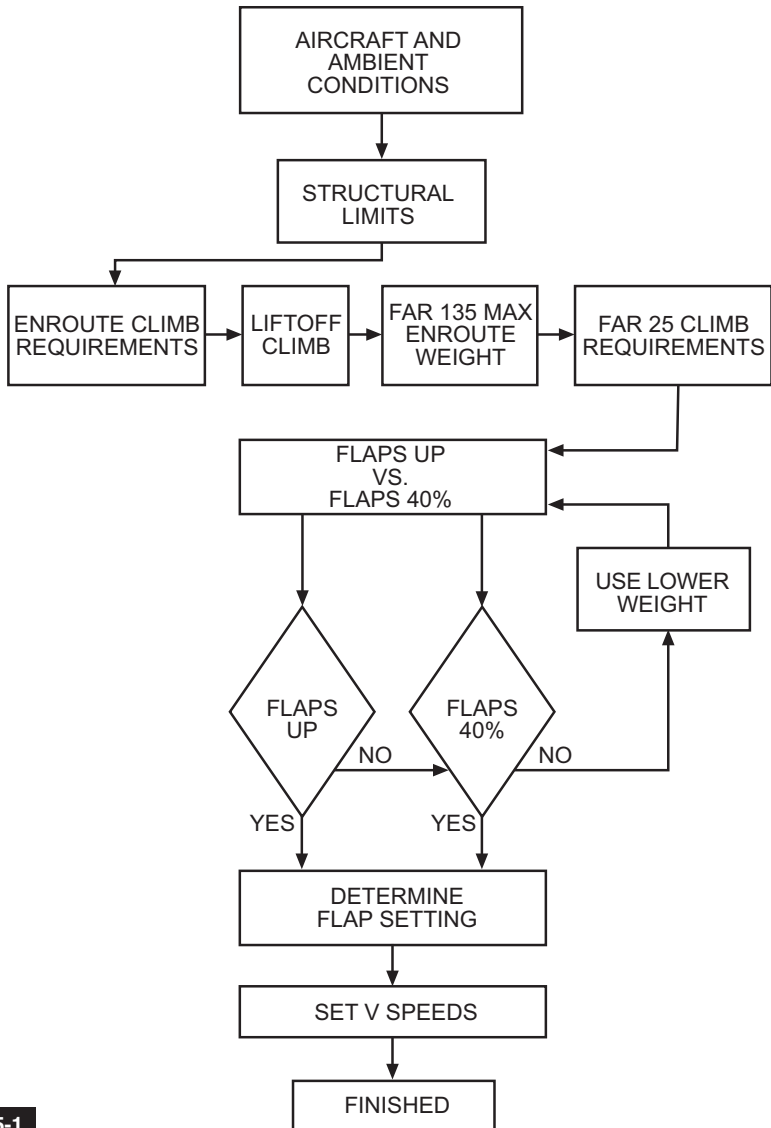 AIRCRAFT AND
AMBIENT
CONDITIONS
STRUCTURAL
LIMITS
ENROUTE CLIMB
REQUIREMENTS
LIFTOFF
CLIMB
FAR 135 MAX
ENROUTE
WEIGHT
FAR 25 CLIMB
REQUIREMENTS
FLAPS UP
VS.
FLAPS 40%
USE LOWER
WEIGHT
FLAPS
UP
FLAPS
40%
NO
NO
YES
YES
DETERMINE
FLAP SETTING
SET V SPEEDS
FINISHED